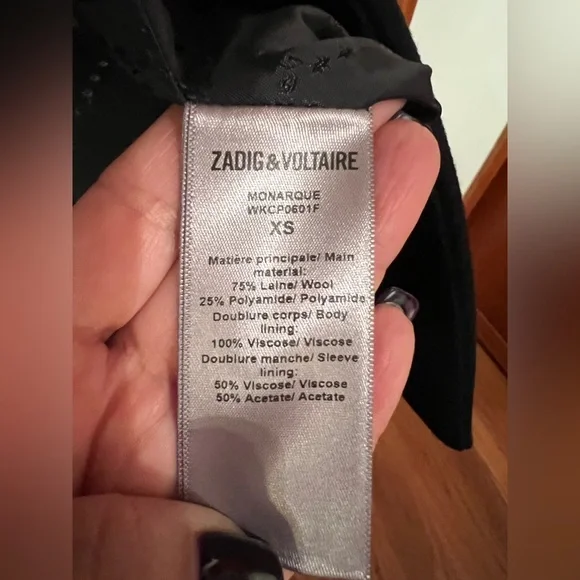 ZADIG&VOLTAIRE
MONARQUE
WKCP0601F
XS
Matière principale/ Main
material:
75% Laine/ Wool
25% Polyamide/ Polyamide
Doublure corps/ Body
lining:
100% Viscose/ Viscose
Doublure manche/ Sleeve
lining:
50% Viscose/ Viscose
50% Acetate/ Acetate